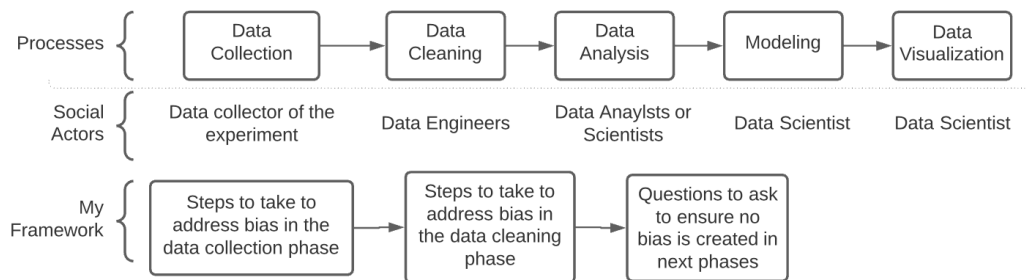 Processes
Data
Collection
Data
Cleaning
Data
Analysis
Modeling
Data
Visualization
Social
Actors
Data collector of the
experiment
Data Engineers
Data Anaylsts or
Scientists
Data Scientist
Data Scientist
My
Framework
Steps to take to
address bias in the
data collection phase
Steps to take to
address bias in
the data cleaning
phase
Questions to ask
to ensure no
bias is created in
next phases